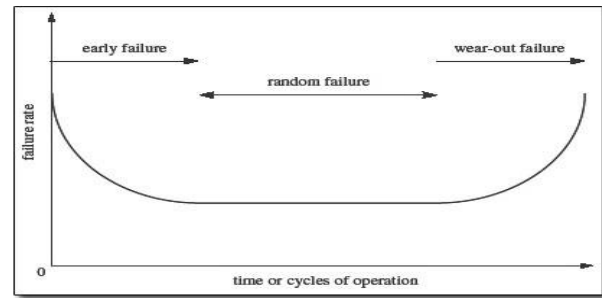 early failure
wear-out failure
random failure
failure rate
0
time or cycles of operation